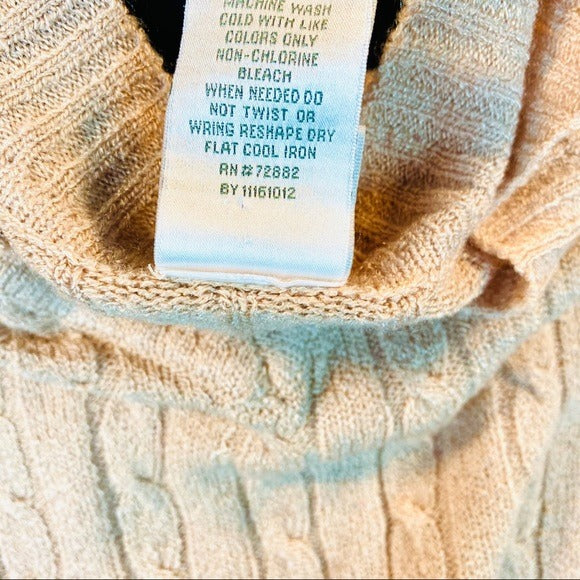 MACHINE WASH
COLD WITH LIKE
COLORS ONLY
NON-CHLORINE
BLEACH
WHEN NEEDED DO
NOT TWIST OR
WRING RESHAPE DRY
FLAT COOL IRON
RN#72882
BY 11161012